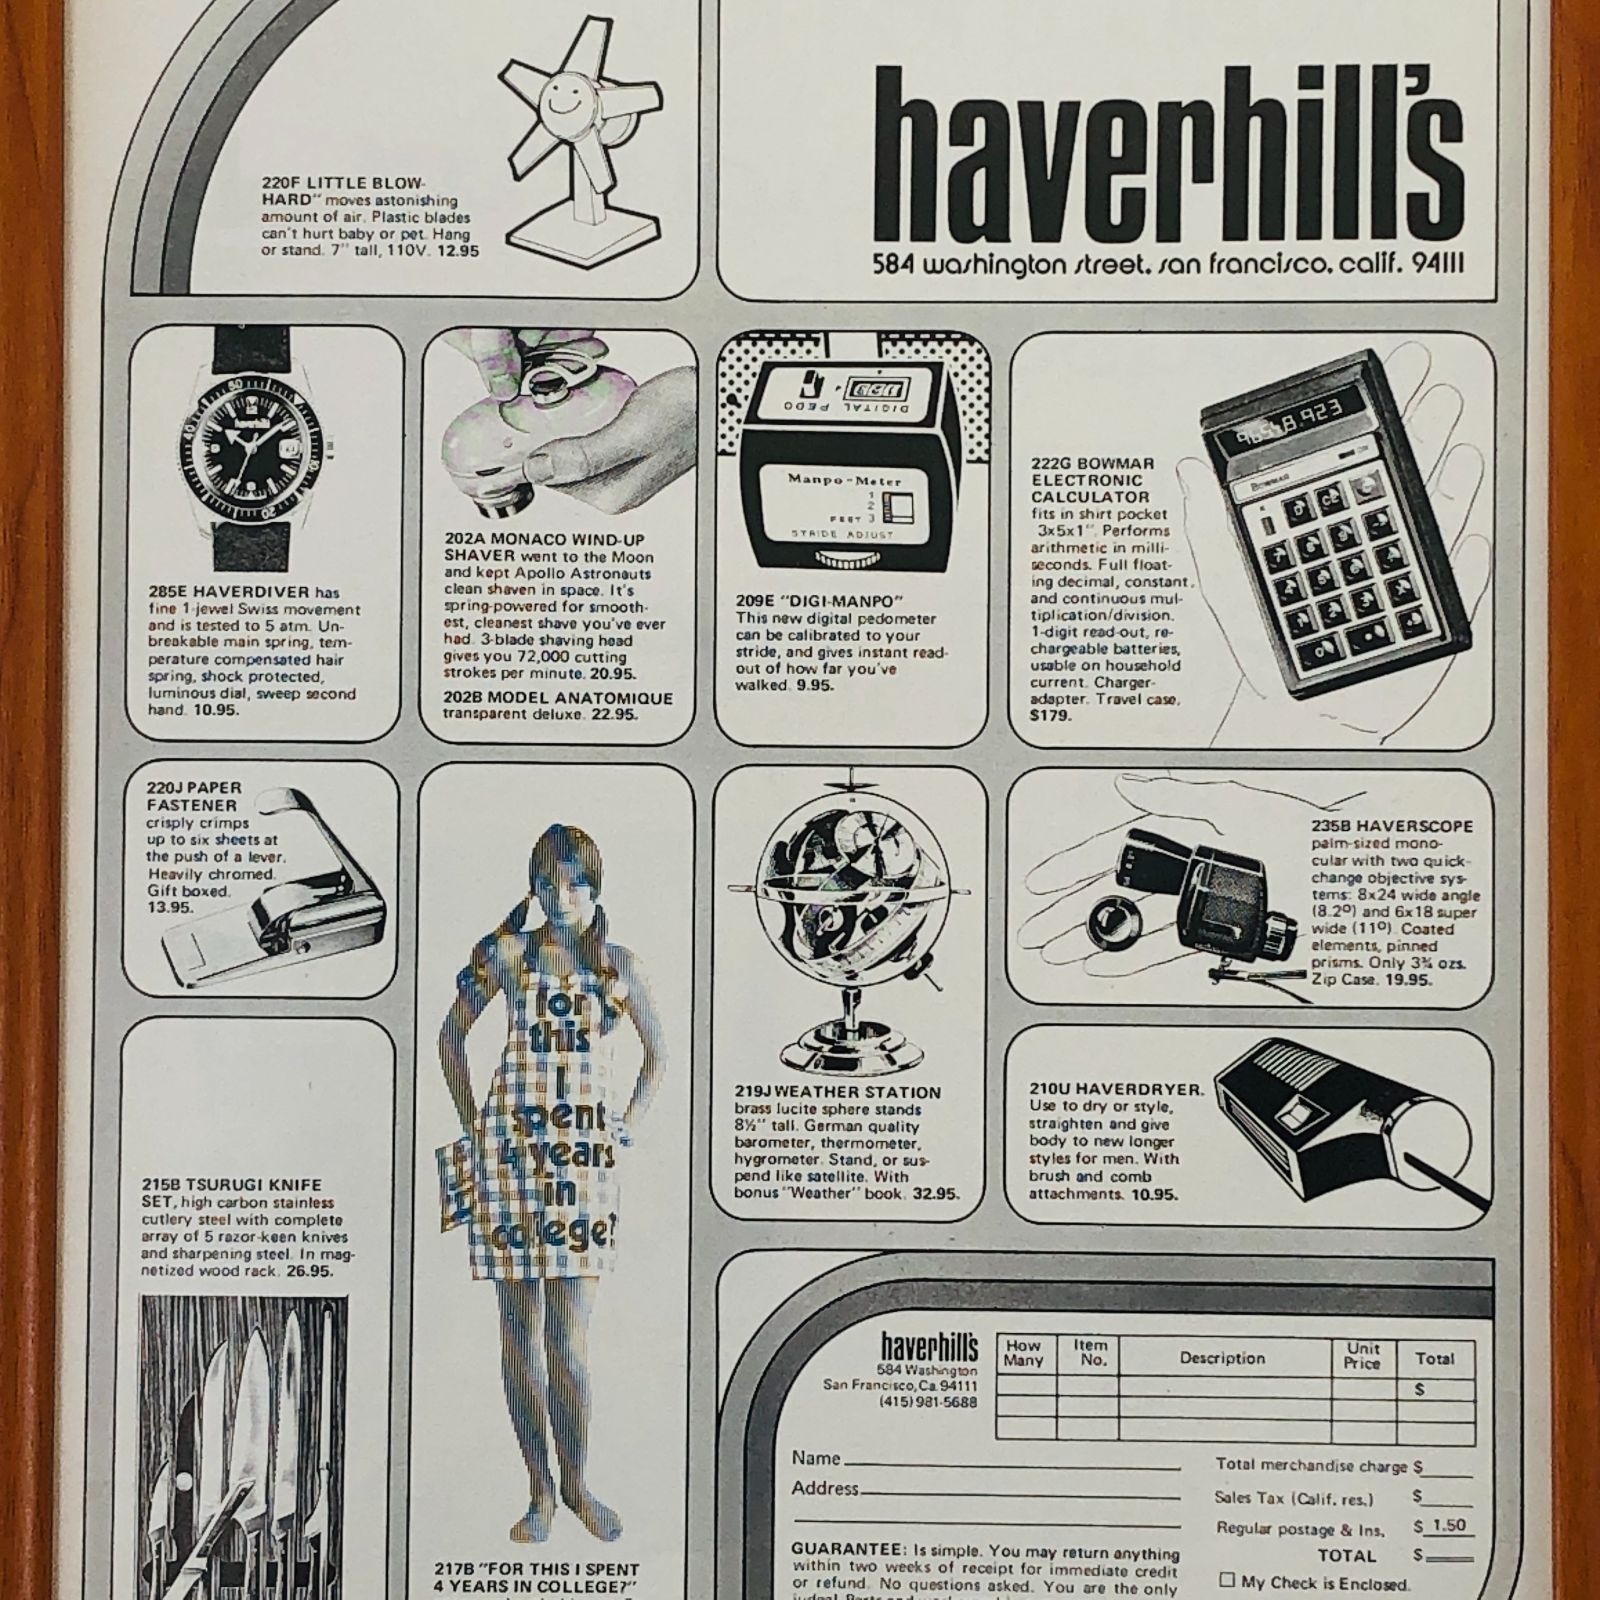 220F LITTLE BLOW-
HARD" moves astonishing
amount of air. Plastic blades
can't hurt baby or pet. Hang
or stand. 7" tall, 110V. 12.95
haverhill's
584 washington street, san francisco, calif. 94111
60
haverhills
40
20
285E HAVERDIVER has
fine 1-jewel Swiss movement
and is tested to 5 atm. Un-
breakable main spring, tem-
perature compensated hair
spring, shock protected,
luminous dial, sweep second
hand. 10.95.
202A MONACO WIND-UP
SHAVER went to the Moon
and kept Apollo Astronauts
clean shaven in space. It's
spring-powered for smooth-
est, cleanest shave you've ever
had. 3-blade shaving head
gives you 72,000 cutting
strokes per minute. 20.95.
202B MODEL ANATOMIQUE
transparent deluxe. 22.95.
DIGITAL PEDO
Manpo-Meter
1
2
FEET 3
STRIDE ADJUST
209E "DIGI-MANPO"
This new digital pedometer
can be calibrated to your
stride, and gives instant read-
out of how far you've
walked. 9.95.
BOWMAR
222G BOWMAR
ELECTRONIC
CALCULATOR
fits in shirt pocket
3x5x1". Performs
arithmetic in milli-
seconds. Full float-
ing decimal, constant,
and continuous mul-
tiplication/division.
1-digit read-out, re-
chargeable batteries,
usable on household
current. Charger-
adapter. Travel case.
$179.
220J PAPER
FASTENER
crisply crimps
up to six sheets at
the push of a lever.
Heavily chromed.
Gift boxed.
13.95.
for
this
I
spent
4 years
in
college?
219J WEATHER STATION
brass lucite sphere stands
8½" tall. German quality
barometer, thermometer,
hygrometer. Stand, or sus-
pend like satellite. With
bonus "Weather" book. 32.95.
235B HAVERSCOPE
palm-sized mono-
cular with two quick-
change objective sys-
tems: 8x24 wide angle
(8.2º) and 6x18 super
wide (11º). Coated
elements, pinned
prisms. Only 3¾ ozs.
Zip Case. 19.95.
210U HAVERDRYER.
Use to dry or style,
straighten and give
body to new longer
styles for men. With
brush and comb
attachments. 10.95.
215B TSURUGI KNIFE
SET, high carbon stainless
cutlery steel with complete
array of 5 razor-keen knives
and sharpening steel. In mag-
netized wood rack. 26.95.
217B "FOR THIS I SPENT
4 YEARS IN COLLEGE?"
haverhill's
584 Washington
San Francisco, Ca. 94111
(415) 981-5688
How Many Item No. Description Unit Price Total
$
Name
Address
Total merchandise charge $
Sales Tax (Calif. res.) $
Regular postage & Ins. $ 1.50
TOTAL $
My Check is Enclosed.
GUARANTEE: Is simple. You may return anything
within two weeks of receipt for immediate credit
or refund. No questions asked. You are the only